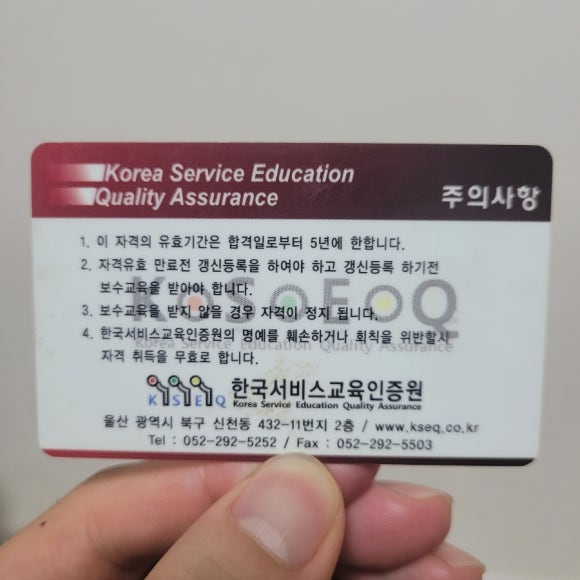 Korea Service Education
Quality Assurance
주의사항
1. 이 자격의 유효기간은 합격일로부터 5년에 한합니다.
2. 자격유효 만료전 갱신등록을 하여야 하고 갱신등록 하기전
보수교육을 받아야 합니다.
3. 보수교육을 받지 않을 경우 자격이 정지 됩니다.
4. 한국서비스교육인증원의 명예를 훼손하거나 회칙을 위반할시
자격 취득을 무효로 합니다.
KoSoEoQ
Korea Service Education Quality Assurance
KSEQ 한국서비스교육인증원
Korea Service Education Quality Assurance
울산 광역시 북구 신천동 432-11번지 2층 / www.kseq.co.kr
Tel : 052-292-5252 / Fax : 052-292-5503